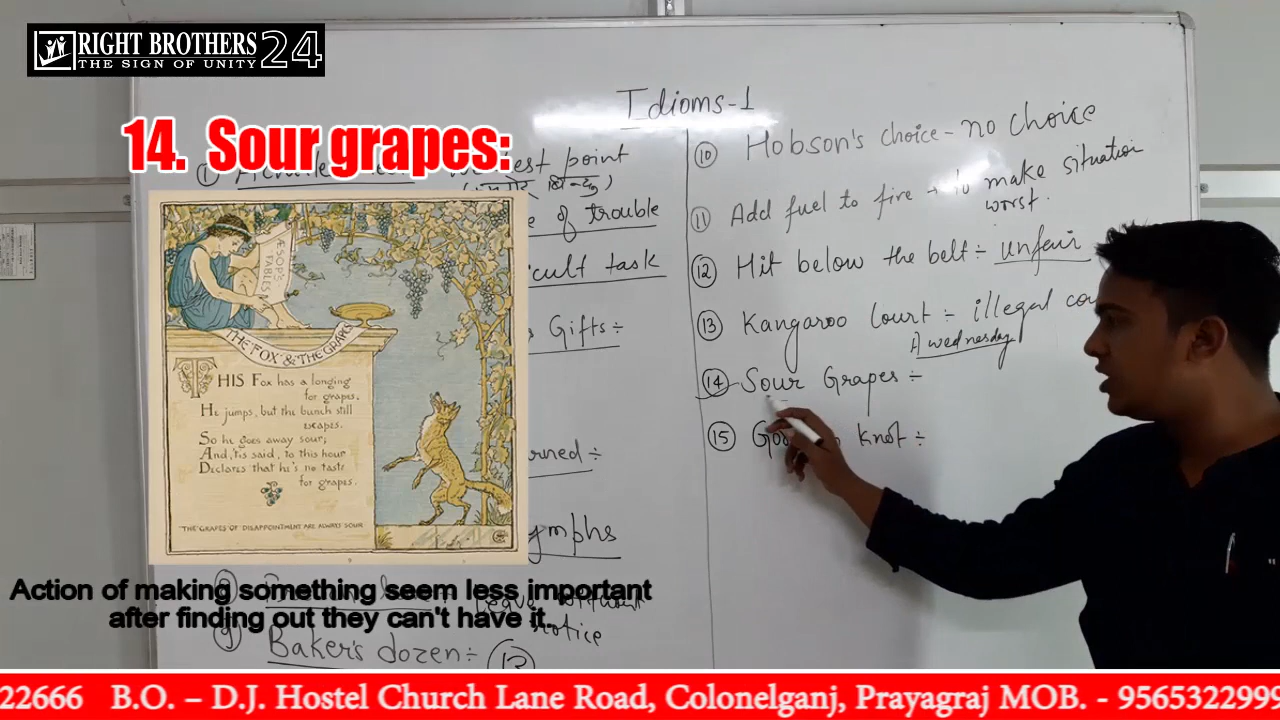 RIGHT BROTHERS 24
THE SIGN OF UNITY
Idioms-1
14. Sour grapes:
point
of trouble
cult task
Gifts ÷
ÆSOP'S
FABLES
THE FOX & THE GRAPES
THIS Fox has a longing
for grapes,
He jumps, but the bunch still
escapes.
So he goes away sour;
And, 'tis said, to this hour
Declares that he's no taste
for grapes.
THE GRAPES OF DISAPPOINTMENT ARE ALWAYS SOUR
Action of making something seem less important
after finding out they can't have it.
notice
9 Baker's dozen ÷ 13
10 Hobson's choice - no choice
11 Add fuel to fire → to make situation
worst.
12 Hit below the belt ÷ unfair
13 Kangaroo Court ÷ illegal
A wednesday
14 Sour Grapes ÷
15 knot ÷
22666 B.O. – D.J. Hostel Church Lane Road, Colonelganj, Prayagraj MOB. - 9565322999